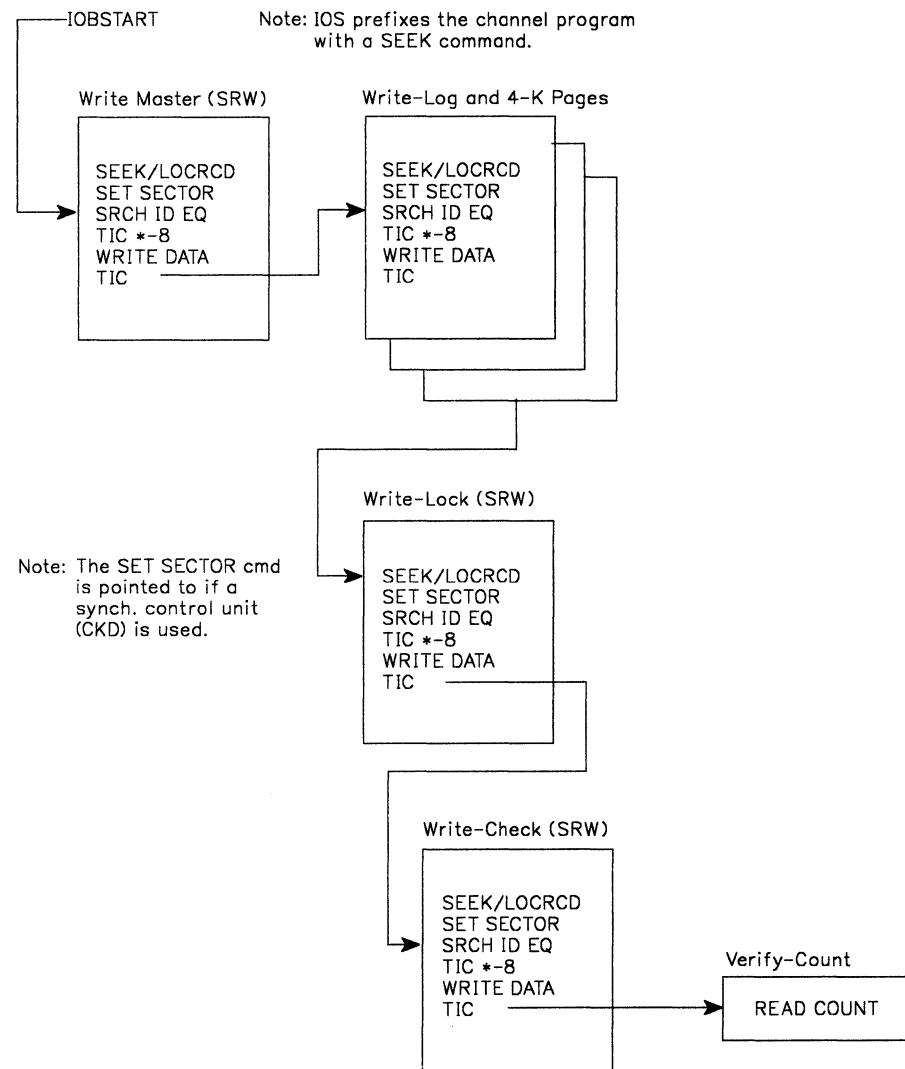 IOBSTART
Note: IOS prefixes the channel program
with a SEEK command.
Write Master (SRW)
SEEK/LOCRCD
SET SECTOR
SRCH ID EQ
TIC *-8
WRITE DATA
TIC
Write-Log and 4-K Pages
SEEK/LOCRCD
SET SECTOR
SRCH ID EQ
TIC *-8
WRITE DATA
TIC
Write-Lock (SRW)
SEEK/LOCRCD
SET SECTOR
SRCH ID EQ
TIC *-8
WRITE DATA
TIC
Note: The SET SECTOR cmd
is pointed to if a
synch. control unit
(CKD) is used.
Write-Check (SRW)
SEEK/LOCRCD
SET SECTOR
SRCH ID EQ
TIC *-8
WRITE DATA
TIC
Verify-Count
READ COUNT